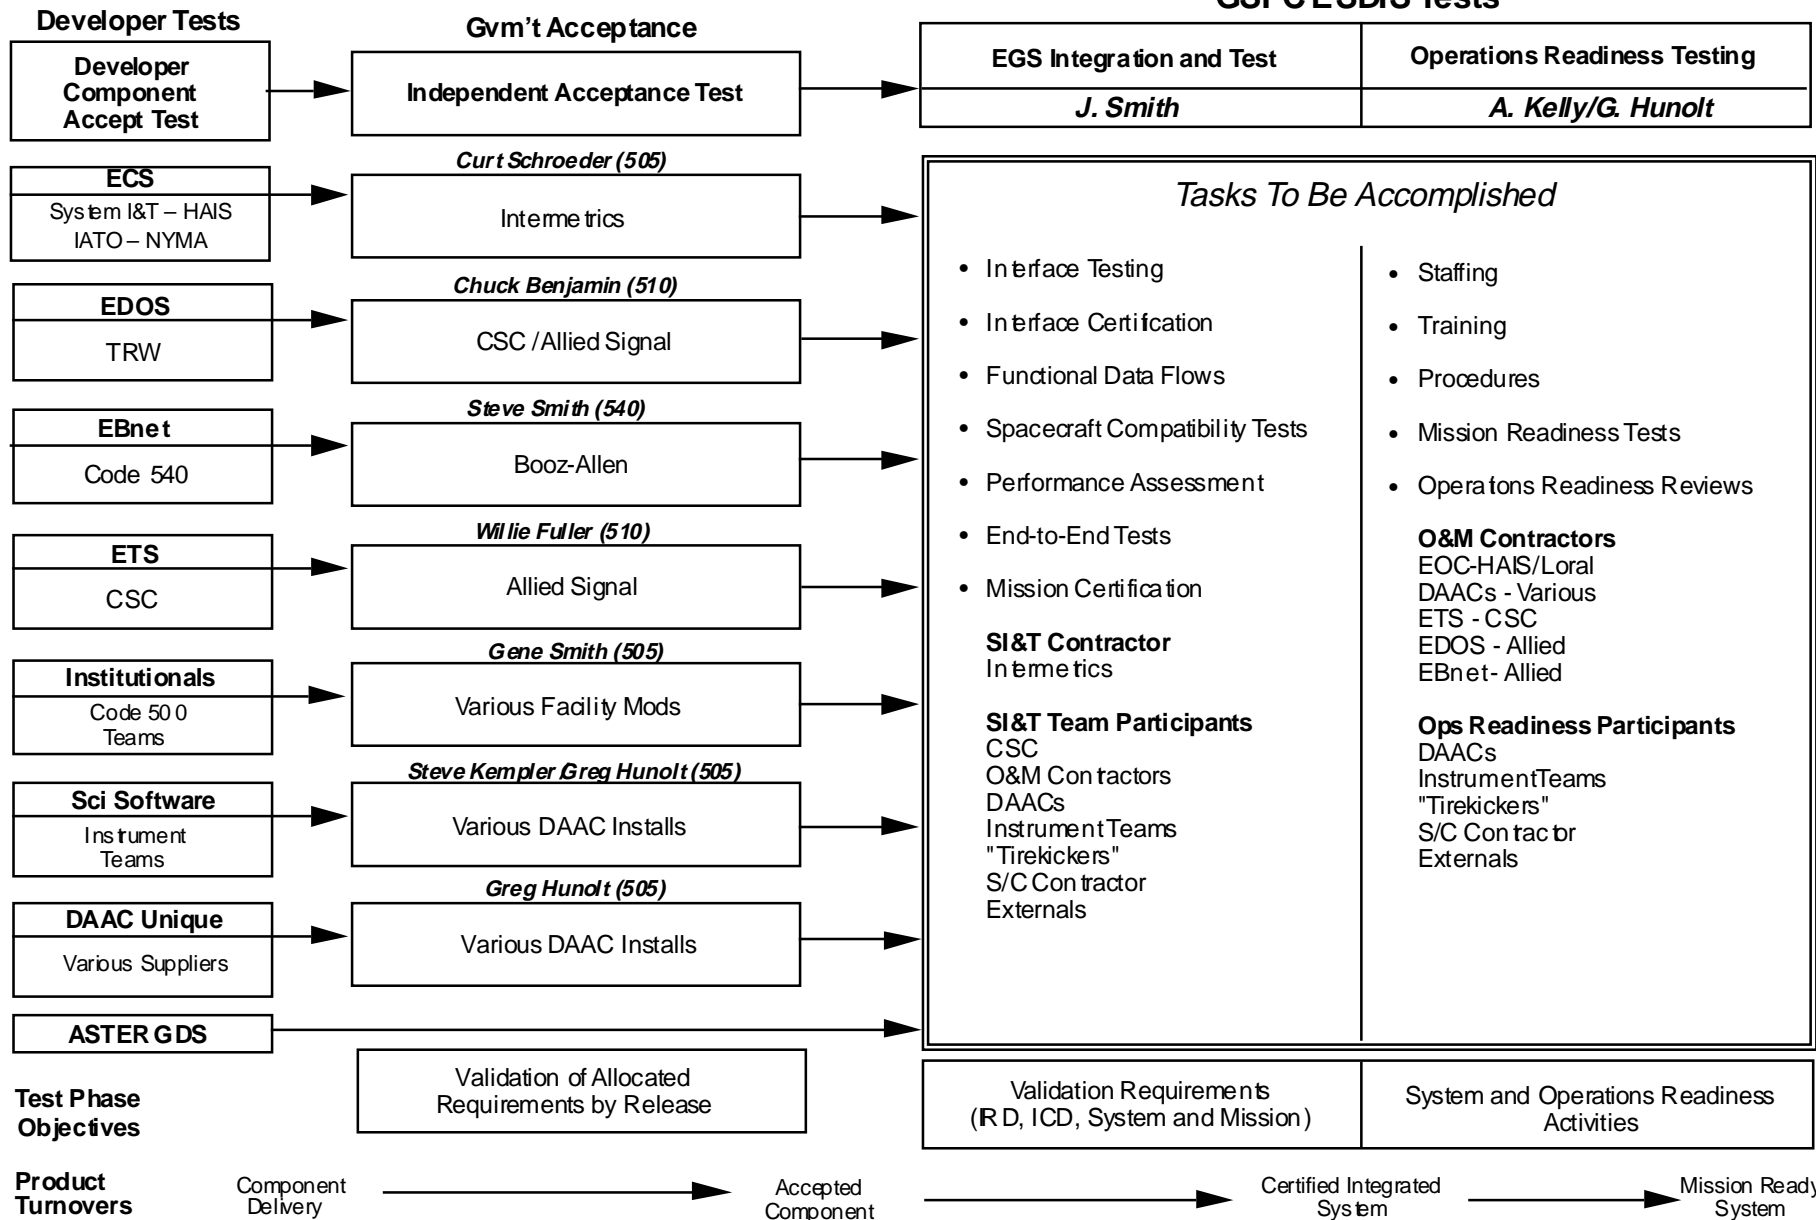 Developer Tests
Gvm't Acceptance
Developer
Component
Accept Test
Independent Acceptance Test
EGS Integration and Test
Operations Readiness Testing
J. Smith
A. Kelly/G. Hunolt
ECS
System I&T – HAIS
IATO – NYMA
Curt Schroeder (505)
Intermetrics
EDOS
TRW
Chuck Benjamin (510)
CSC / Allied Signal
EBnet
Code 540
Steve Smith (540)
Booz-Allen
ETS
CSC
Willie Fuller (510)
Allied Signal
Institutionals
Code 500
Teams
Gene Smith (505)
Various Facility Mods
Sci Software
Instrument
Teams
Steve Kempler/Greg Hunolt (505)
Various DAAC Installs
DAAC Unique
Various Suppliers
Greg Hunolt (505)
Various DAAC Installs
ASTER GDS
Tasks To Be Accomplished
• Interface Testing
• Interface Certification
• Functional Data Flows
• Spacecraft Compatibility Tests
• Performance Assessment
• End-to-End Tests
• Mission Certification
SI&T Contractor
Intermetrics
SI&T Team Participants
CSC
O&M Contractors
DAACs
Instrument Teams
"Tirekickers"
S/C Contractor
Externals
• Staffing
• Training
• Procedures
• Mission Readiness Tests
• Operations Readiness Reviews
O&M Contractors
EOC-HAIS/Loral
DAACs - Various
ETS - CSC
EDOS - Allied
EBnet - Allied
Ops Readiness Participants
DAACs
Instrument Teams
"Tirekickers"
S/C Contractor
Externals
Test Phase
Objectives
Validation of Allocated
Requirements by Release
Validation Requirements
(IRD, ICD, System and Mission)
System and Operations Readiness
Activities
Product
Turnovers
Component
Delivery
Accepted
Component
Certified Integrated
System
Mission Ready
System